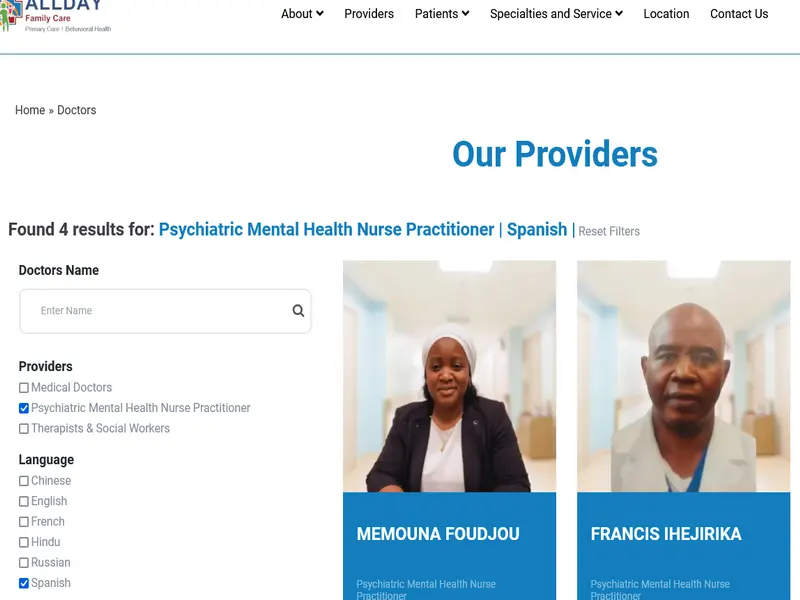 ALLDAY
Family Care
Primary Care | Behavioral Health
About
Providers
Patients
Specialties and Service
Location
Contact Us
Home » Doctors
Our Providers
Found 4 results for: Psychiatric Mental Health Nurse Practitioner | Spanish | Reset Filters
Doctors Name
Enter Name
Providers
Medical Doctors
Psychiatric Mental Health Nurse Practitioner
Therapists & Social Workers
Language
Chinese
English
French
Hindu
Russian
Spanish
MEMOUNA FOUDJOU
Psychiatric Mental Health Nurse
Practitioner
FRANCIS IHEJIRIKA
Psychiatric Mental Health Nurse
Practitioner